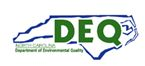 DEQ
NORTH CAROLINA
Department of Environmental Quality